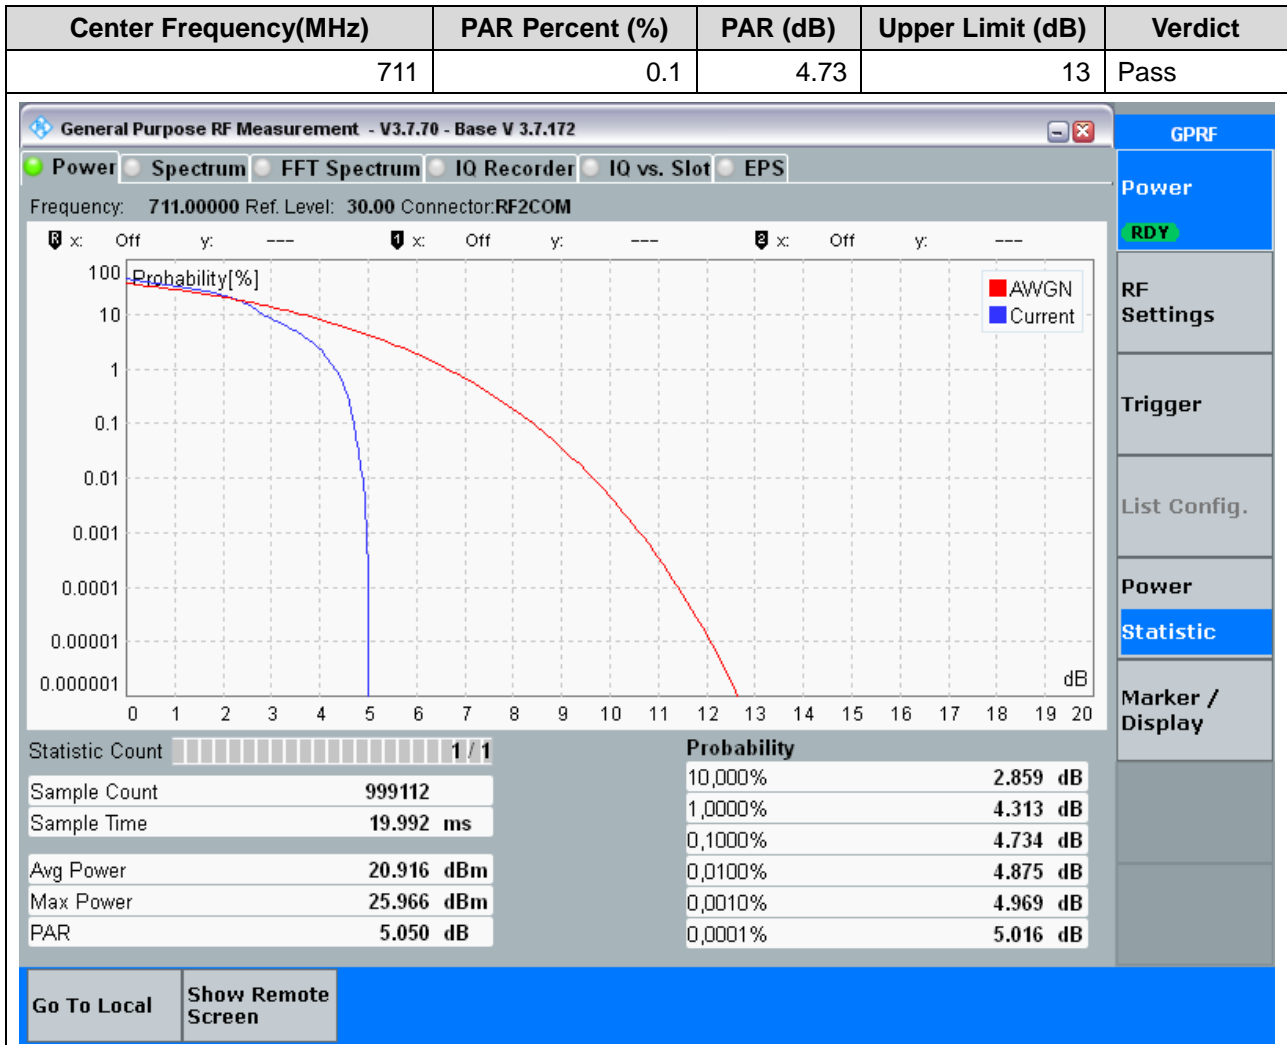 Center Frequency(MHz) PAR Percent (%) PAR (dB) Upper Limit (dB) Verdict
711 0.1 4.73 13 Pass
General Purpose RF Measurement - V3.7.70 - Base V 3.7.172
GPRF
Power Spectrum FFT Spectrum IQ Recorder IQ vs. Slot EPS
Power
RDY
Frequency: 711.00000 Ref. Level: 30.00 Connector:RF2COM
R x: Off y: --- 1 x: Off y: --- 2 x: Off y: ---
Probability[%]
AWGN
Current
100
10
1
0.1
0.01
0.001
0.0001
0.00001
0.000001
dB
0 1 2 3 4 5 6 7 8 9 10 11 12 13 14 15 16 17 18 19 20
RF
Settings
Trigger
List Config.
Power
Statistic
Marker /
Display
Statistic Count 1 / 1
Sample Count 999112
Sample Time 19.992 ms
Avg Power 20.916 dBm
Max Power 25.966 dBm
PAR 5.050 dB
Probability
10,000% 2.859 dB
1,0000% 4.313 dB
0,1000% 4.734 dB
0,0100% 4.875 dB
0,0010% 4.969 dB
0,0001% 5.016 dB
Go To Local
Show Remote
Screen